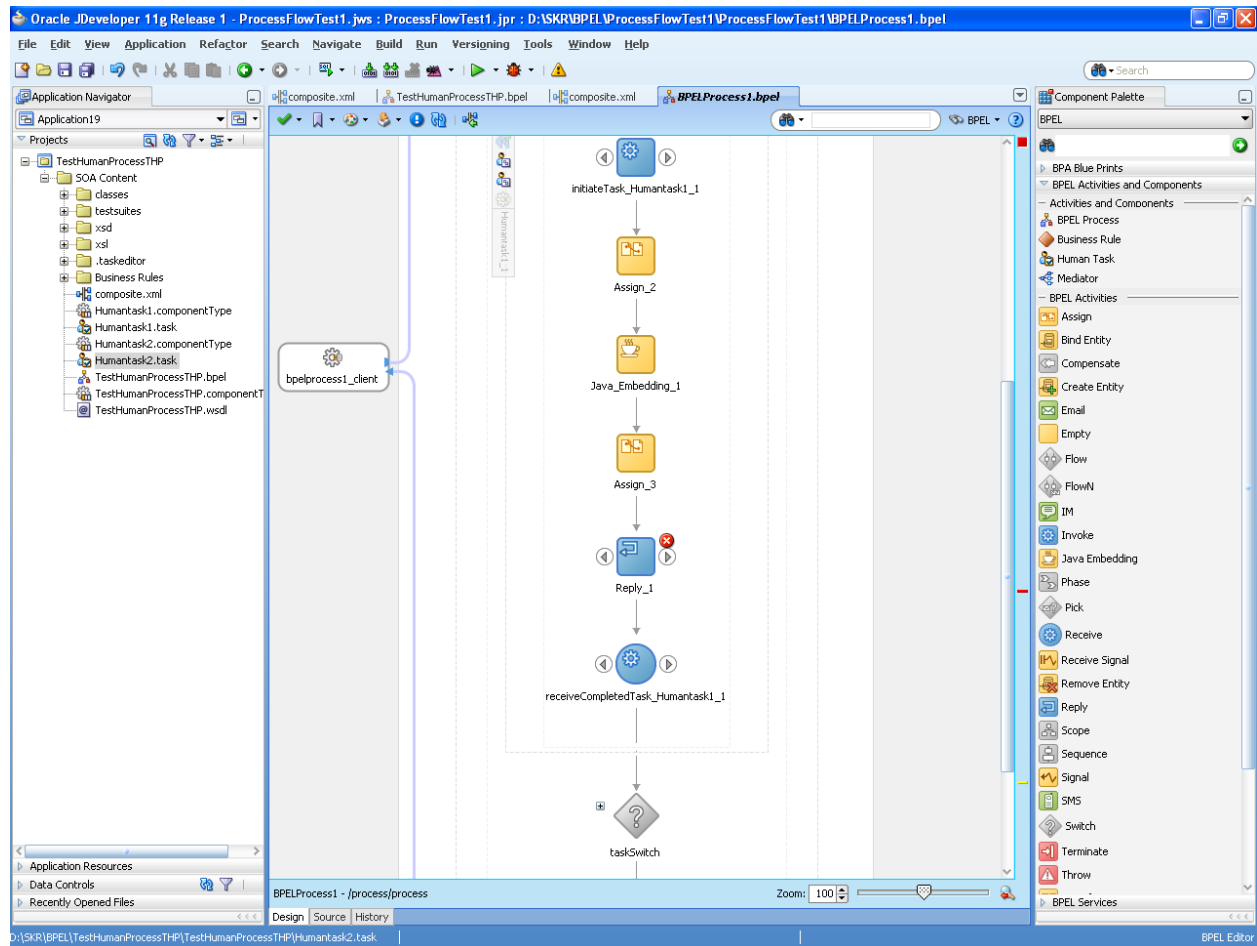 Oracle JDeveloper 11g Release 1 - ProcessFlowTest1.jws : ProcessFlowTest1.jpr : D:\SKR\BPEL\ProcessFlowTest1\ProcessFlowTest1\BPELProcess1.bpel
File Edit View Application Refactor Search Navigate Build Run Versioning Tools Window Help
Search
Application Navigator
Application19
Projects
TestHumanProcessTHP
SOA Content
classes
testsuites
xsd
xsl
.taskeditor
Business Rules
composite.xml
Humantask1.componentType
Humantask1.task
Humantask2.componentType
Humantask2.task
TestHumanProcessTHP.bpel
TestHumanProcessTHP.componentT
TestHumanProcessTHP.wsdl
Application Resources
Data Controls
Recently Opened Files
composite.xml TestHumanProcessTHP.bpel composite.xml BPELProcess1.bpel
BPEL
Humantask1_1
initiateTask_Humantask1_1
Assign_2
bpelprocess1_client
Java_Embedding_1
Assign_3
Reply_1
receiveCompletedTask_Humantask1_1
taskSwitch
BPELProcess1 - /process/process
Zoom: 100
Design Source History
Component Palette
BPEL
BPA Blue Prints
BPEL Activities and Components
Activities and Components
BPEL Process
Business Rule
Human Task
Mediator
BPEL Activities
Assign
Bind Entity
Compensate
Create Entity
Email
Empty
Flow
FlowN
IM
Invoke
Java Embedding
Phase
Pick
Receive
Receive Signal
Remove Entity
Reply
Scope
Sequence
Signal
SMS
Switch
Terminate
Throw
BPEL Services
D:\SKR\BPEL\TestHumanProcessTHP\TestHumanProcessTHP\Humantask2.task
BPEL Editor